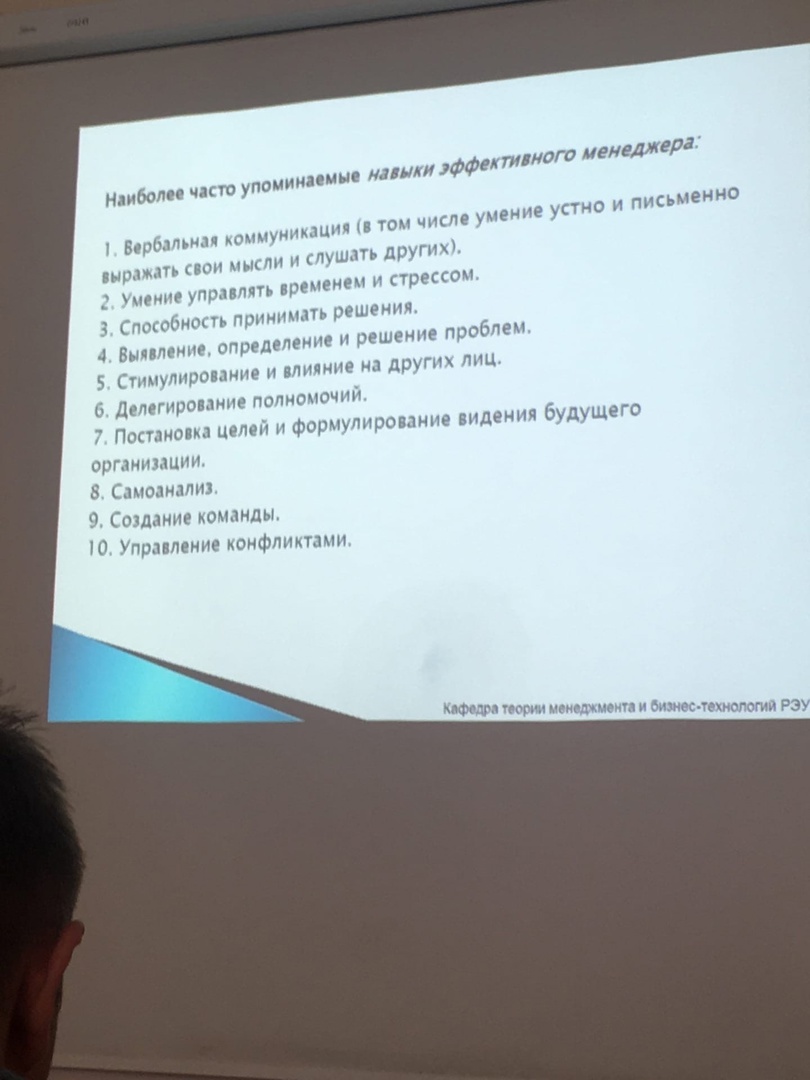 Наиболее часто упоминаемые навыки эффективного менеджера:
1. Вербальная коммуникация (в том числе умение устно и письменно
выражать свои мысли и слушать других).
2. Умение управлять временем и стрессом.
3. Способность принимать решения.
4. Выявление, определение и решение проблем.
5. Стимулирование и влияние на других лиц.
6. Делегирование полномочий.
7. Постановка целей и формулирование видения будущего
организации.
8. Самоанализ.
9. Создание команды.
10. Управление конфликтами.
Кафедра теории менеджмента и бизнес-технологий РЭУ